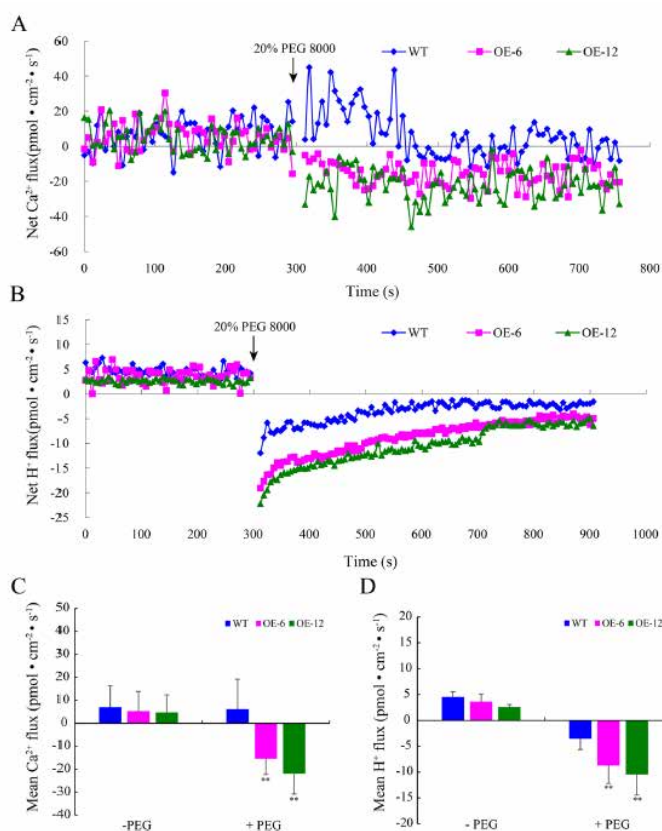 A
20% PEG 8000
WT OE-6 OE-12
Net Ca²⁺ flux(pmol • cm⁻² • s⁻¹)
60
40
20
0
-20
-40
-60
0 100 200 300 400 500 600 700 800
Time (s)
B
20% PEG 8000
WT OE-6 OE-12
Net H⁺ flux(pmol • cm⁻² • s⁻¹)
15
10
5
0
-5
-10
-15
-20
-25
0 100 200 300 400 500 600 700 800 900 1000
Time (s)
C
WT OE-6 OE-12
Mean Ca²⁺ flux (pmol • cm⁻² • s⁻¹)
50
40
30
20
10
0
-10
-20
-30
-40
** **
-PEG + PEG
D
WT OE-6 OE-12
Mean H⁺ flux (pmol • cm⁻² • s⁻¹)
20
15
10
5
0
-5
-10
-15
-20
** **
- PEG + PEG